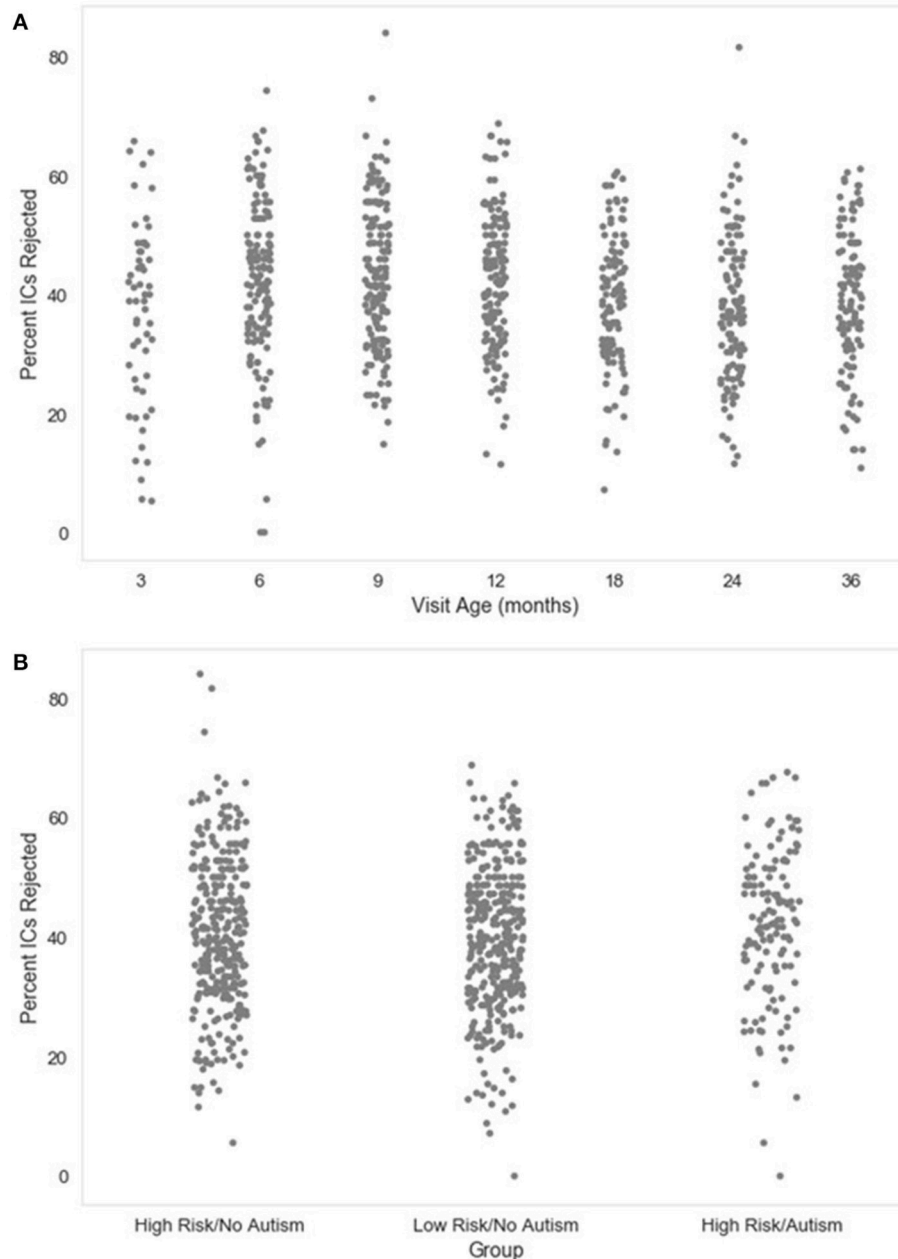 A
80
60
40
20
0
Percent ICs Rejected
3 6 9 12 18 24 36
Visit Age (months)
B
80
60
40
20
0
Percent ICs Rejected
High Risk/No Autism Low Risk/No Autism High Risk/Autism
Group